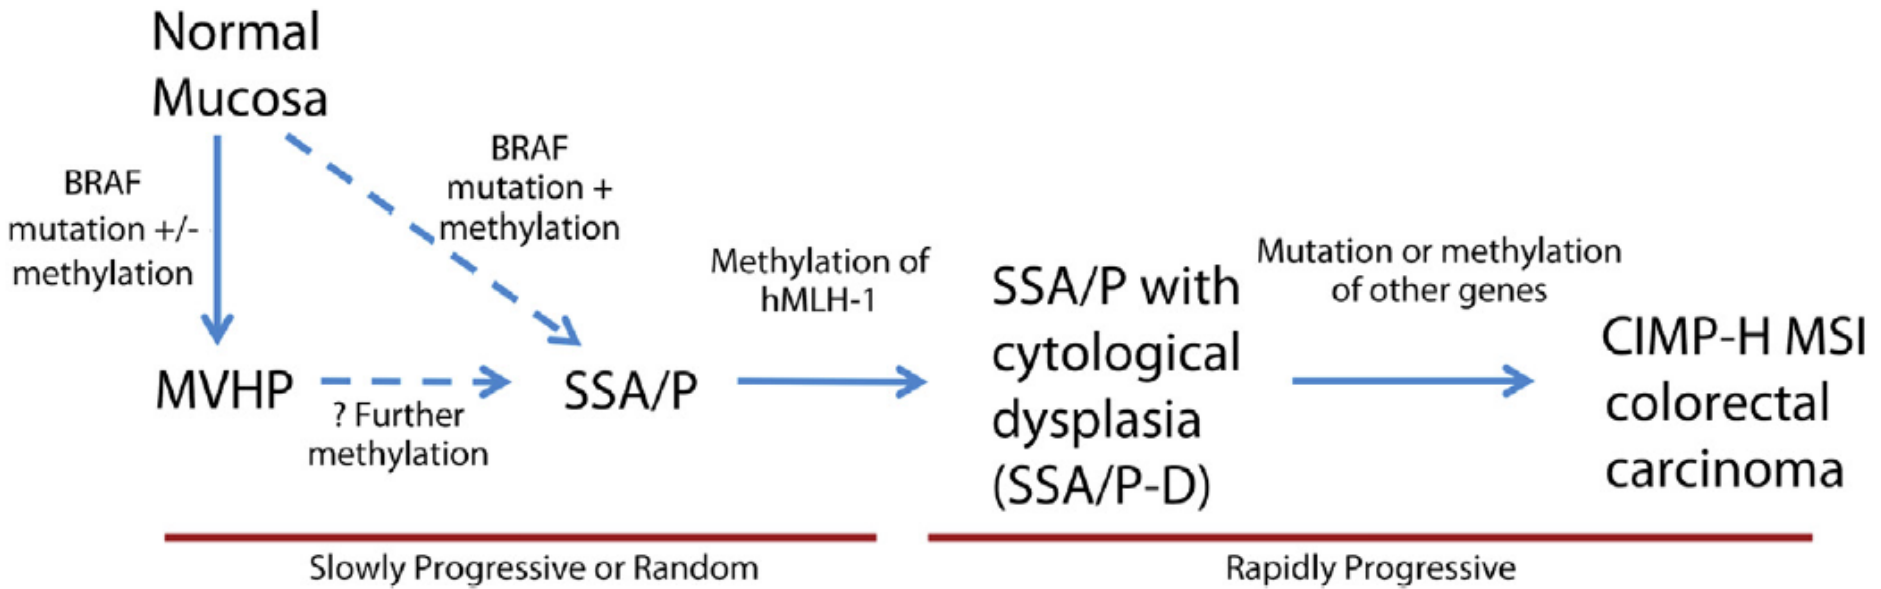 Normal
Mucosa
BRAF
mutation +/-
methylation
BRAF
mutation +
methylation
MVHP
? Further
methylation
SSA/P
Methylation of
hMLH-1
SSA/P with
cytological
dysplasia
(SSA/P-D)
Mutation or methylation
of other genes
CIMP-H MSI
colorectal
carcinoma
Slowly Progressive or Random
Rapidly Progressive